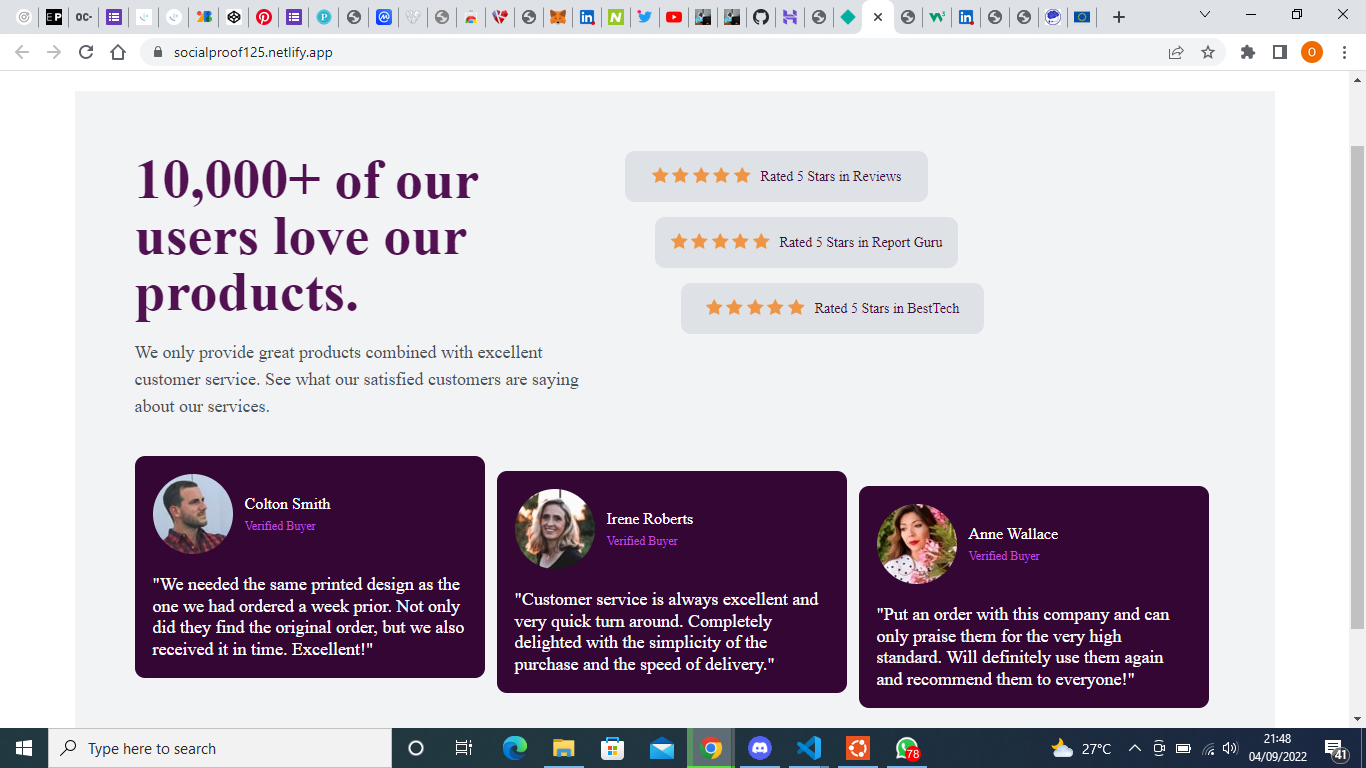 EP
OC-
socialproof125.netlify.app
O
10,000+ of our
users love our
products.
We only provide great products combined with excellent
customer service. See what our satisfied customers are saying
about our services.
Rated 5 Stars in Reviews
Rated 5 Stars in Report Guru
Rated 5 Stars in BestTech
Colton Smith
Verified Buyer
"We needed the same printed design as the
one we had ordered a week prior. Not only
did they find the original order, but we also
received it in time. Excellent!"
Irene Roberts
Verified Buyer
"Customer service is always excellent and
very quick turn around. Completely
delighted with the simplicity of the
purchase and the speed of delivery."
Anne Wallace
Verified Buyer
"Put an order with this company and can
only praise them for the very high
standard. Will definitely use them again
and recommend them to everyone!"
Type here to search
78
27°C
21:48
04/09/2022
41